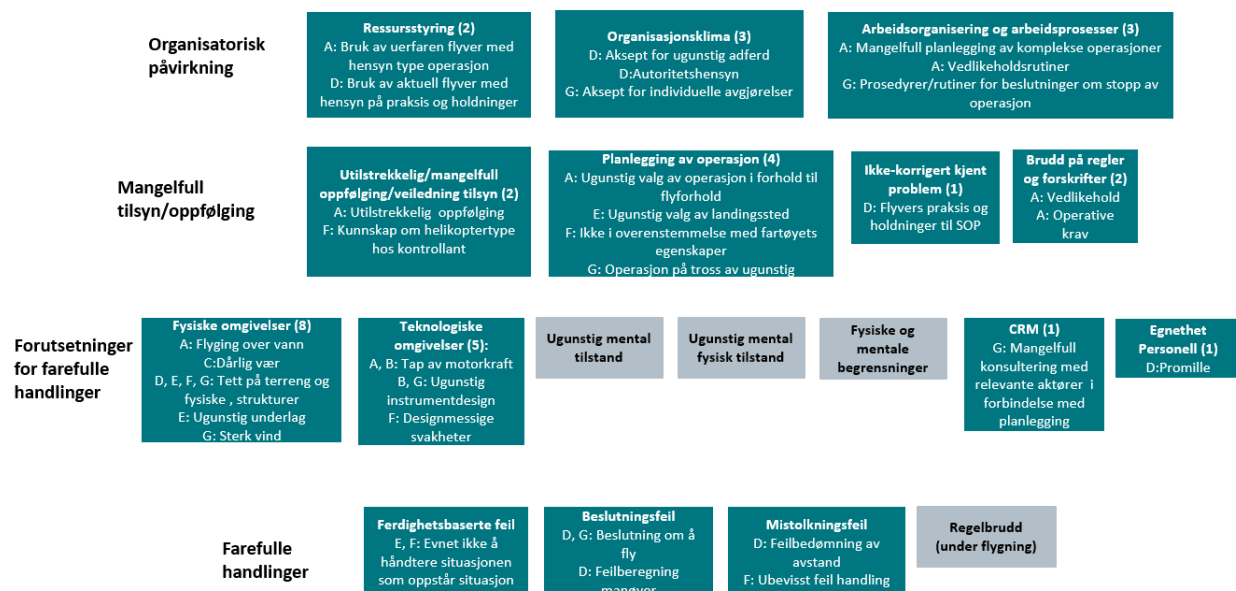 Organisatorisk
påvirkning
Ressursstyring (2)
A: Bruk av uerfaren flyver med
hensyn type operasjon
D: Bruk av aktuell flyver med
hensyn på praksis og holdninger
Organisasjonsklima (3)
D: Aksept for ugunstig adferd
D:Autoritetshensyn
G: Aksept for individuelle avgjørelser
Arbeidsorganisering og arbeidsprosesser (3)
A: Mangelfull planlegging av komplekse operasjoner
A: Vedlikeholdsrutiner
G: Prosedyrer/rutiner for beslutninger om stopp av
operasjon
Mangelfull
tilsyn/oppfølging
Utilstrekkelig/mangelfull
oppfølging/veiledning tilsyn (2)
A: Utilstrekkelig oppfølging
F: Kunnskap om helikoptertype
hos kontrollant
Planlegging av operasjon (4)
A: Ugunstig valg av operasjon i forhold til
flyforhold
E: Ugunstig valg av landingssted
F: Ikke i overenstemmelse med fartøyets
egenskaper
G: Operasjon på tross av ugunstig
Ikke-korrigert kjent
problem (1)
D: Flyvers praksis og
holdninger til SOP
Brudd på regler
og forskrifter (2)
A: Vedlikehold
A: Operative
krav
Forutsetninger
for farefulle
handlinger
Fysiske omgivelser (8)
A: Flyging over vann
C:Dårlig vær
D, E, F, G: Tett på terreng og
fysiske , strukturer
E: Ugunstig underlag
G: Sterk vind
Teknologiske
omgivelser (5):
A, B: Tap av motorkraft
B, G: Ugunstig
instrumentdesign
F: Designmessige
svakheter
Ugunstig mental
tilstand
Ugunstig mental
fysisk tilstand
Fysiske og
mentale
begrensninger
CRM (1)
G: Mangelfull
konsultering med
relevante aktører i
forbindelse med
planlegging
Egnethet
Personell (1)
D:Promille
Farefulle
handlinger
Ferdighetsbaserte feil
E, F: Evnet ikke å
håndtere situasjonen
som oppstår situasjon
Beslutningsfeil
D, G: Beslutning om å
fly
D: Feilberegning
manøver
Mistolkningsfeil
D: Feilbedømning av
avstand
F: Ubevisst feil handling
Regelbrudd
(under flygning)